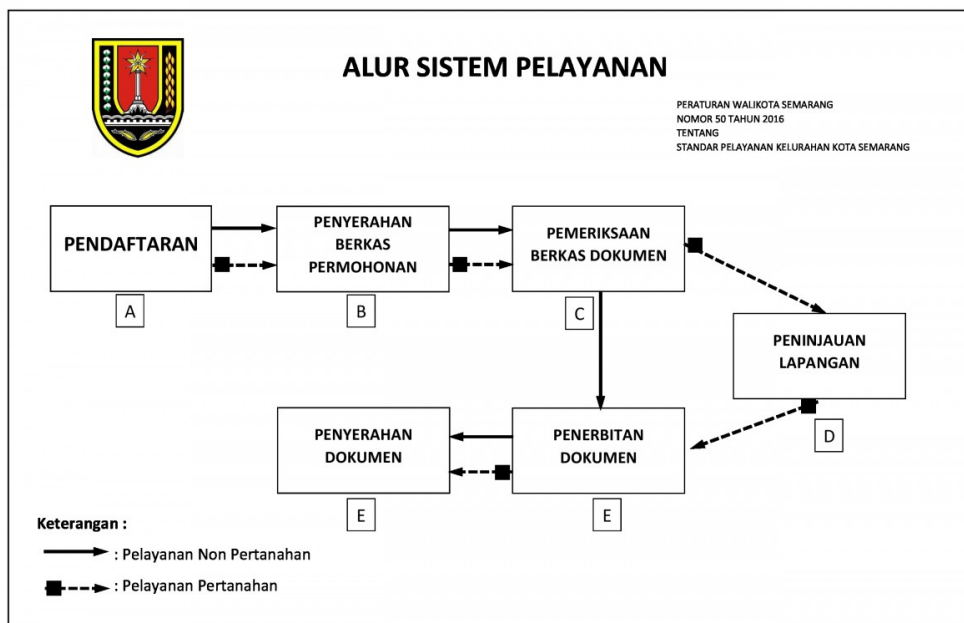 ALUR SISTEM PELAYANAN
PERATURAN WALIKOTA SEMARANG
NOMOR 50 TAHUN 2016
TENTANG
STANDAR PELAYANAN KELURAHAN KOTA SEMARANG
PENDAFTARAN
A
PENYERAHAN
BERKAS
PERMOHONAN
B
PEMERIKSAAN
BERKAS DOKUMEN
C
PENINJAUAN
LAPANGAN
D
PENERBITAN
DOKUMEN
E
PENYERAHAN
DOKUMEN
E
Keterangan :
: Pelayanan Non Pertanahan
: Pelayanan Pertanahan